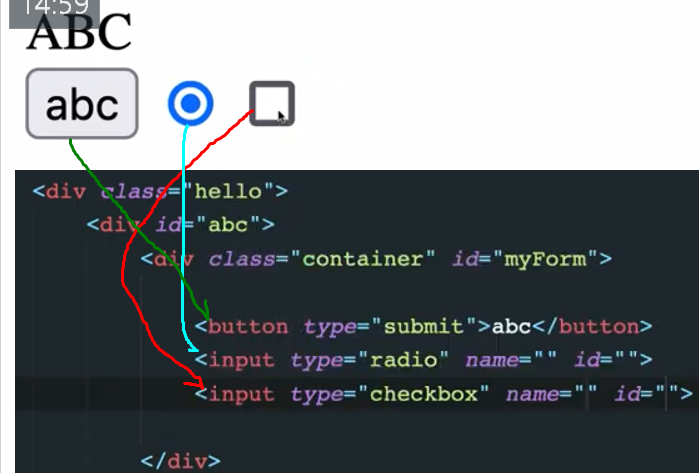 14:59
ABC
abc
<div class="hello">
<div id="abc">
<div class="container" id="myForm">
<button type="submit">abc</button>
<input type="radio" name="" id="">
<input type="checkbox" name="" id="">
</div>